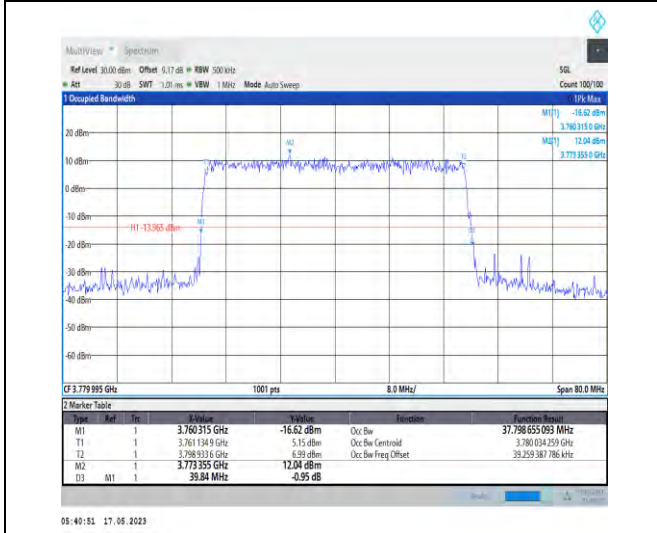 MultiView Spectrum
Ref Level 30.00 dBm Offset 9.17 dB RBW 500 kHz SGL
Att 30 dB SWT 1.01 ms VBW 1 MHz Mode Auto Sweep Count 100/100
1 Occupied Bandwidth 1Pk Max
M1[1] -16.62 dBm
3.760 315 0 GHz
20 dBm M2[1] 12.04 dBm
M2 3.773 355 0 GHz
10 dBm T2
0 dBm
-10 dBm
M1
H1 -13.965 dBm
D3
-20 dBm
-30 dBm
-40 dBm
-50 dBm
-60 dBm
CF 3.779 995 GHz 1001 pts 8.0 MHz/ Span 80.0 MHz
2 Marker Table
Type Ref Trc X-Value Y-Value Function Function Result
M1 1 3.760 315 GHz -16.62 dBm Occ Bw 37.798 655 093 MHz
T1 1 3.761 134 9 GHz 5.15 dBm Occ Bw Centroid 3.780 034 259 GHz
T2 1 3.798 933 6 GHz 6.99 dBm Occ Bw Freq Offset 39.259 387 786 kHz
M2 1 3.773 355 GHz 12.04 dBm
D3 M1 1 39.84 MHz -0.95 dB
05:40:51 17.05.2023